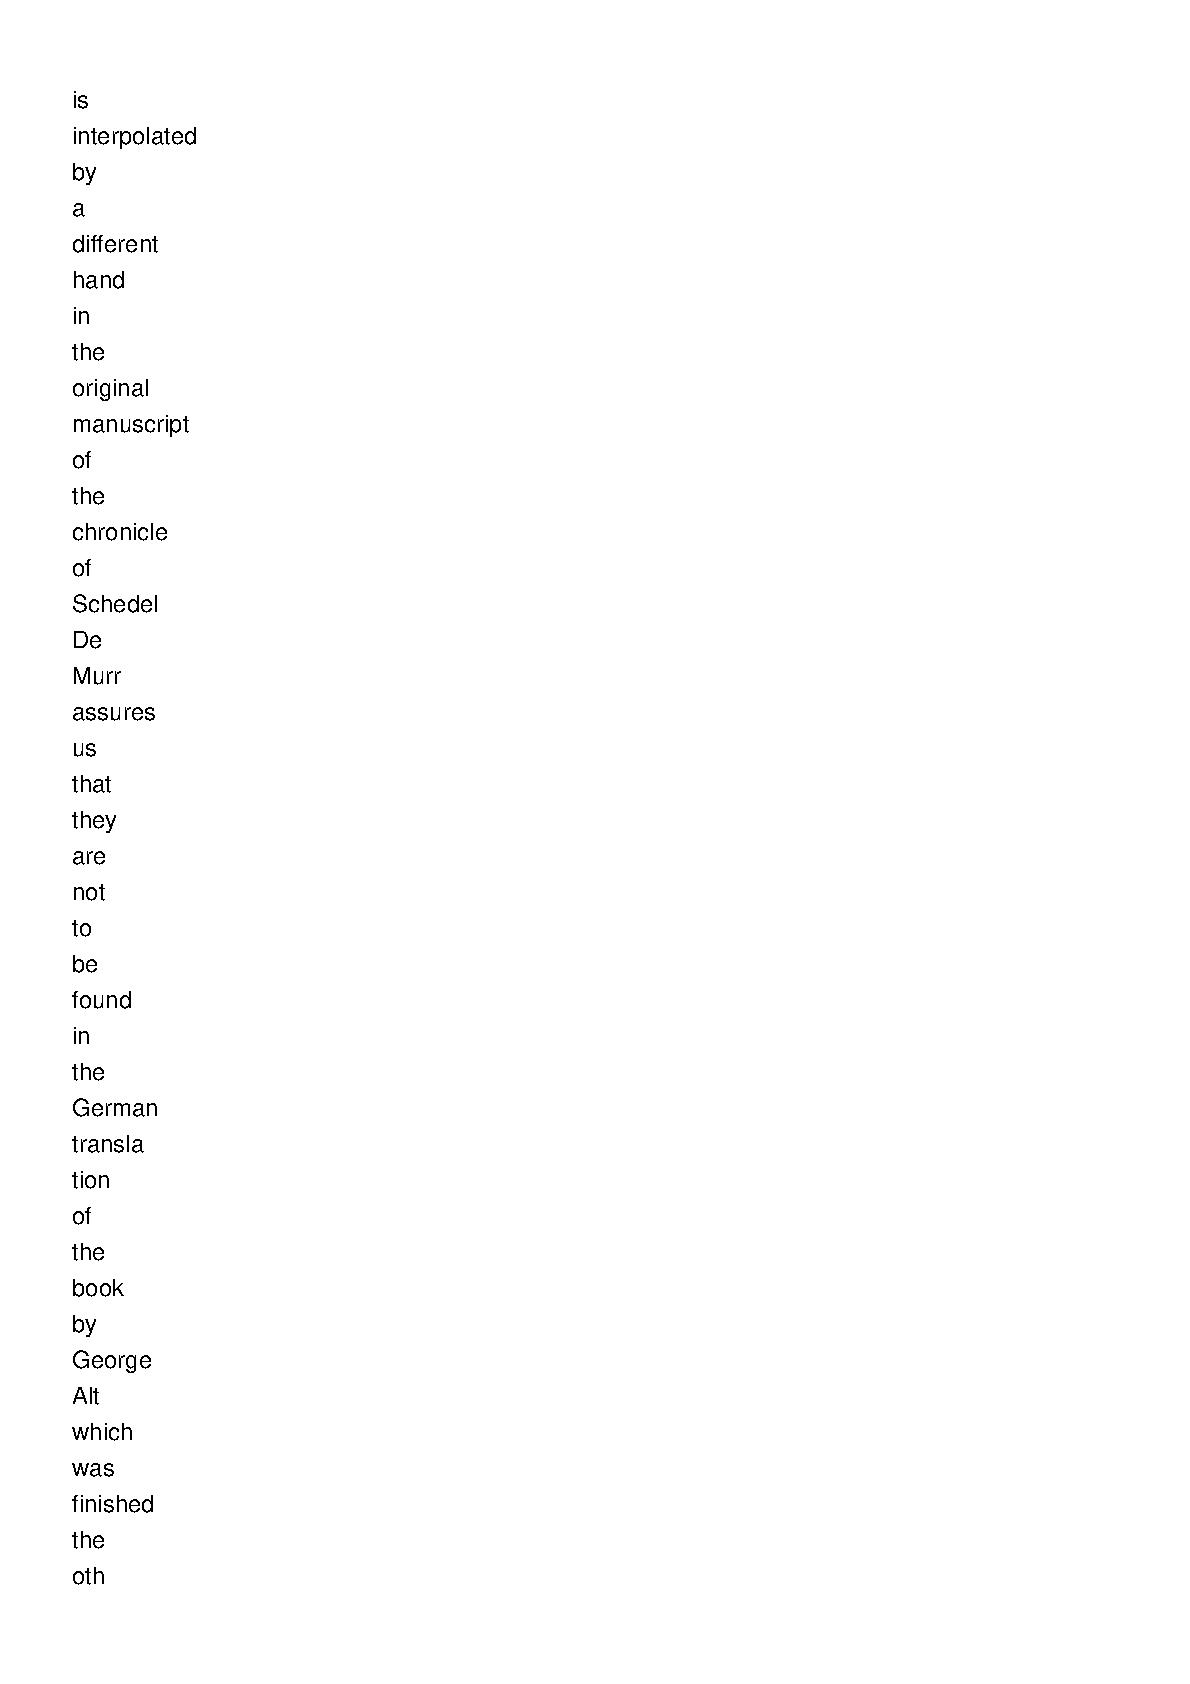 is
interpolated
by
a
different
hand
in
the
original
manuscript
of
the
chronicle
of
Schedel
De
Murr
assures
us
that
they
are
not
to
be
found
in
the
German
transla
tion
of
the
book
by
George
Alt
which
was
finished
the
oth